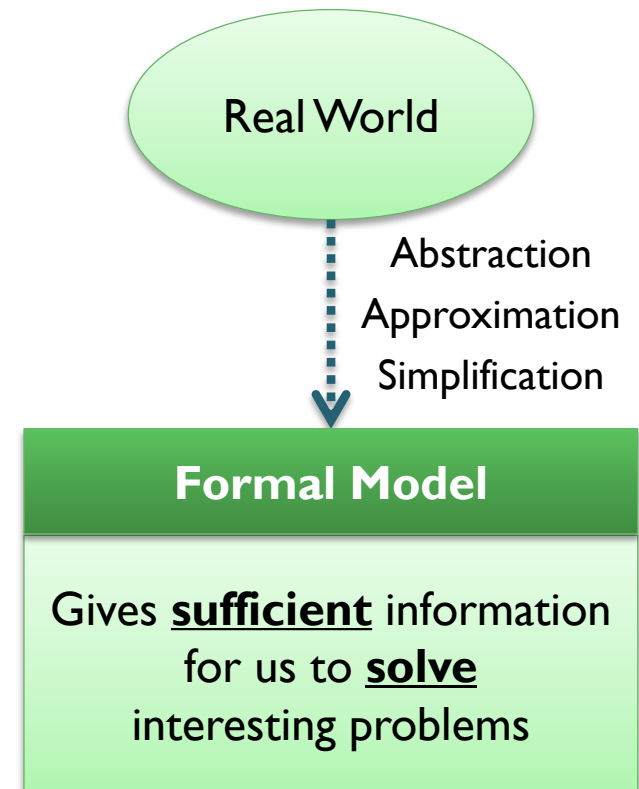 Real World
Abstraction
Approximation
Simplification
Formal Model
Gives sufficient information
for us to solve
interesting problems